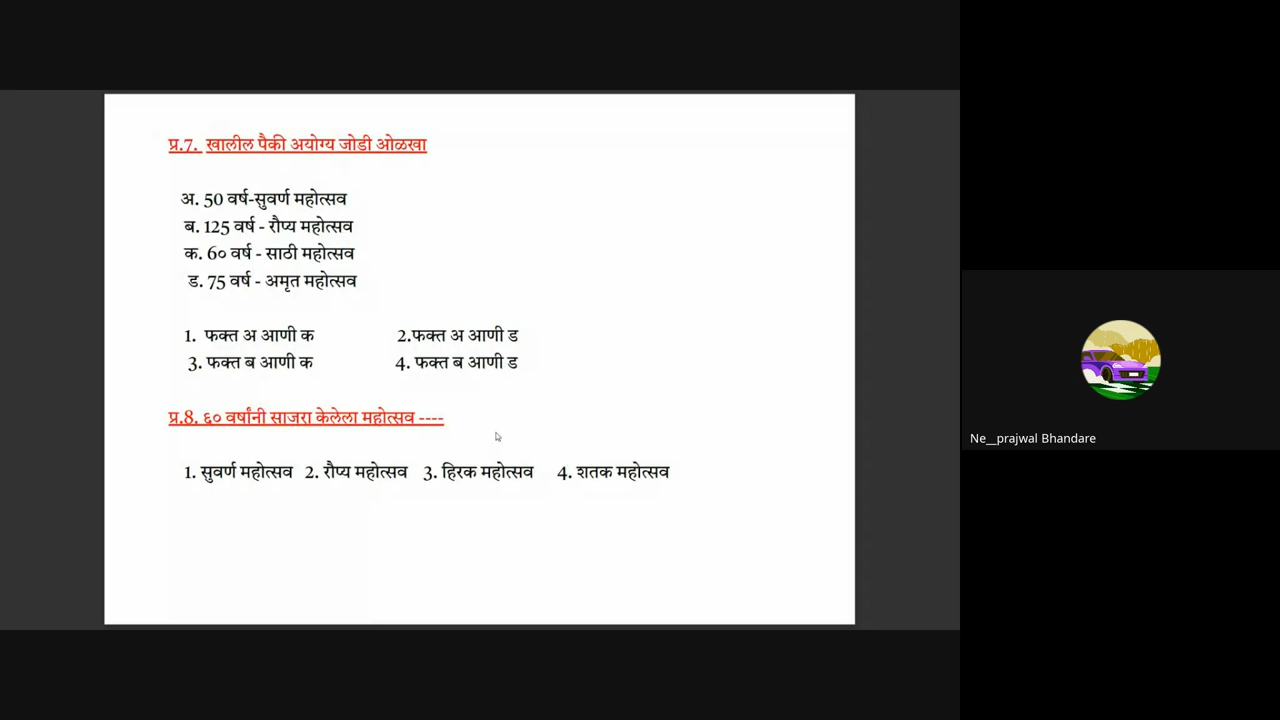 प्र.7. खालील पैकी अयोग्य जोडी ओळखा
अ. 50 वर्ष-सुवर्ण महोत्सव
ब. 125 वर्ष - रौप्य महोत्सव
क. 6० वर्ष - साठी महोत्सव
ड. 75 वर्ष - अमृत महोत्सव
1. फक्त अ आणी क 2.फक्त अ आणी ड
3. फक्त ब आणी क 4. फक्त ब आणी ड
प्र.8. ६० वर्षांनी साजरा केलेला महोत्सव ----
1. सुवर्ण महोत्सव 2. रौप्य महोत्सव 3. हिरक महोत्सव 4. शतक महोत्सव
Ne__prajwal Bhandare